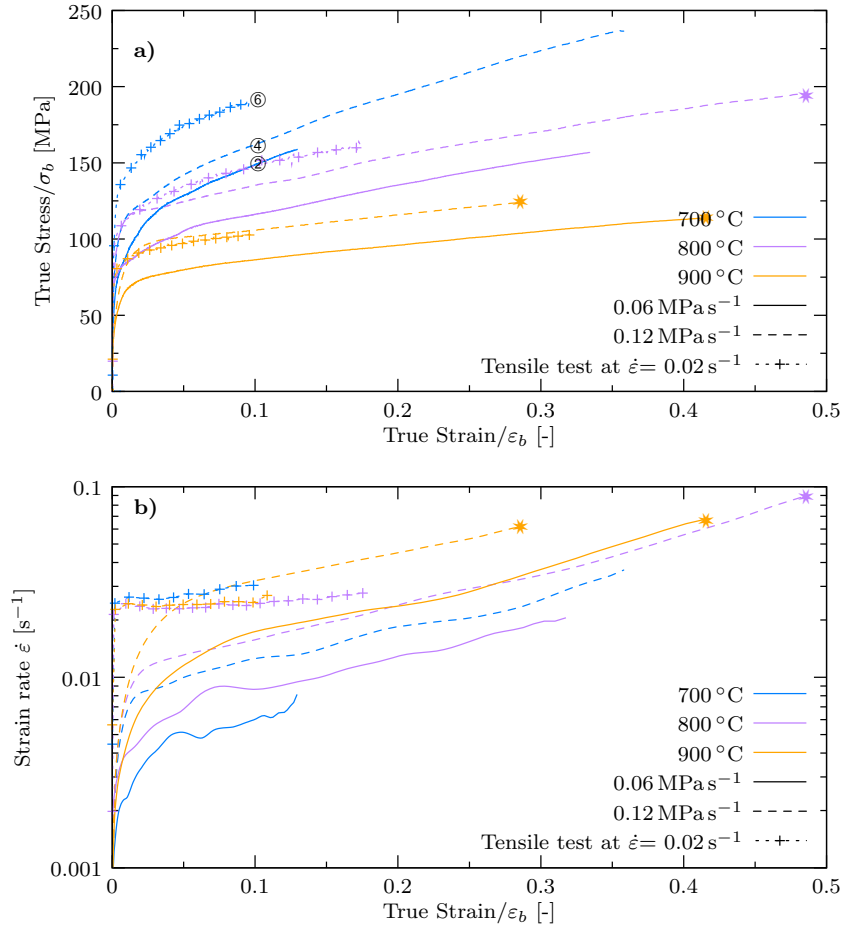 250
200
150
100
50
0
True Stress/σ_b [MPa]
a)
⑥
④
②
700 °C
800 °C
900 °C
0.06 MPa s⁻¹
0.12 MPa s⁻¹
Tensile test at ε̇= 0.02 s⁻¹
0 0.1 0.2 0.3 0.4 0.5
True Strain/ε_b [-]
0.1
0.01
0.001
Strain rate ε̇ [s⁻¹]
b)
700 °C
800 °C
900 °C
0.06 MPa s⁻¹
0.12 MPa s⁻¹
Tensile test at ε̇= 0.02 s⁻¹
0 0.1 0.2 0.3 0.4 0.5
True Strain/ε_b [-]